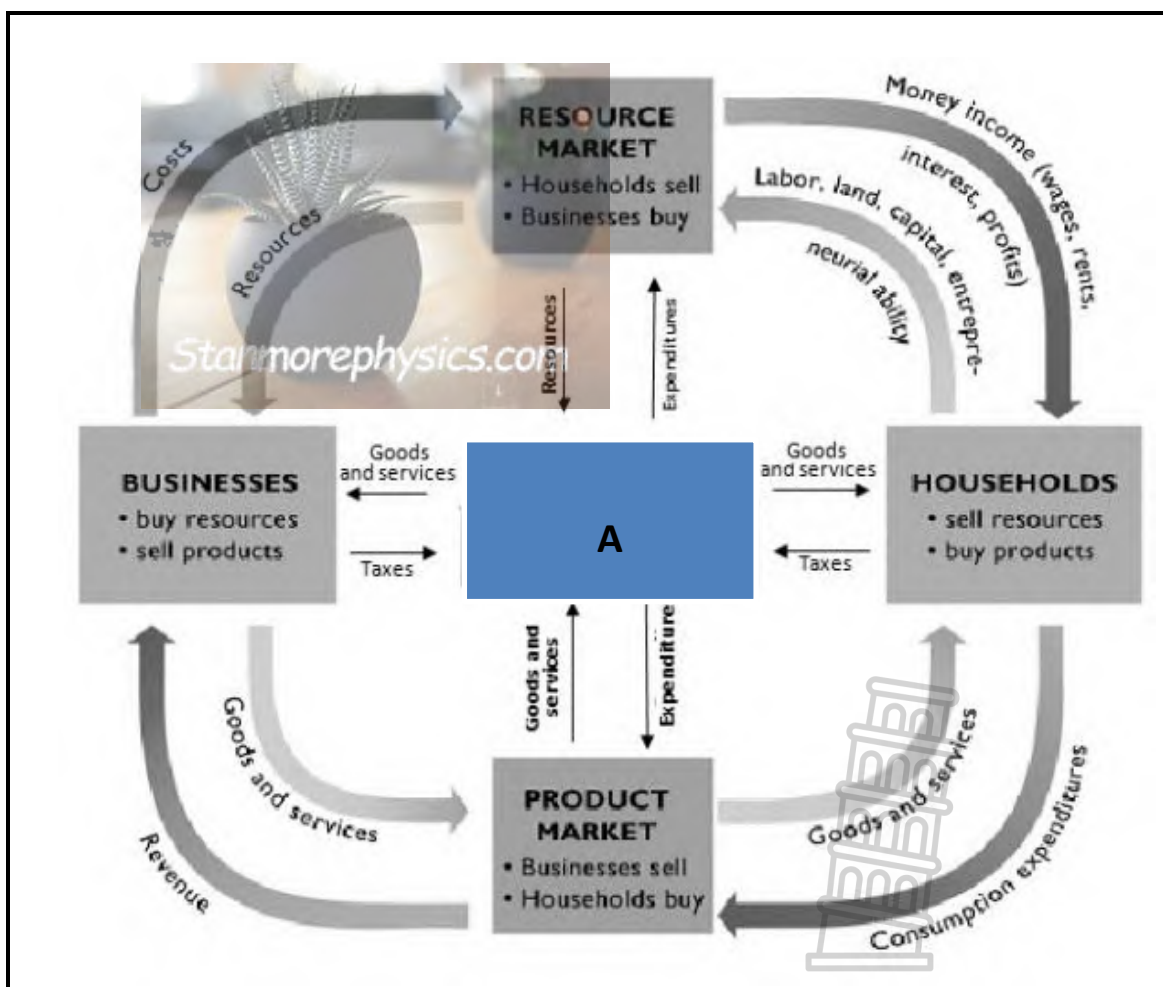 RESOURCE
MARKET
• Households sell
• Businesses buy
Costs
Resources
Money income (wages, rents,
interest, profits)
Labor, land, capital, entrepre-
neurial ability
Stanmorephysics.com
Resources
Expenditures
BUSINESSES
• buy resources
• sell products
Goods
and services
Taxes
A
Goods
and services
Taxes
HOUSEHOLDS
• sell resources
• buy products
Goods and
services
Expenditure
Goods and services
Revenue
PRODUCT
MARKET
• Businesses sell
• Households buy
Goods and services
Consumption expenditures